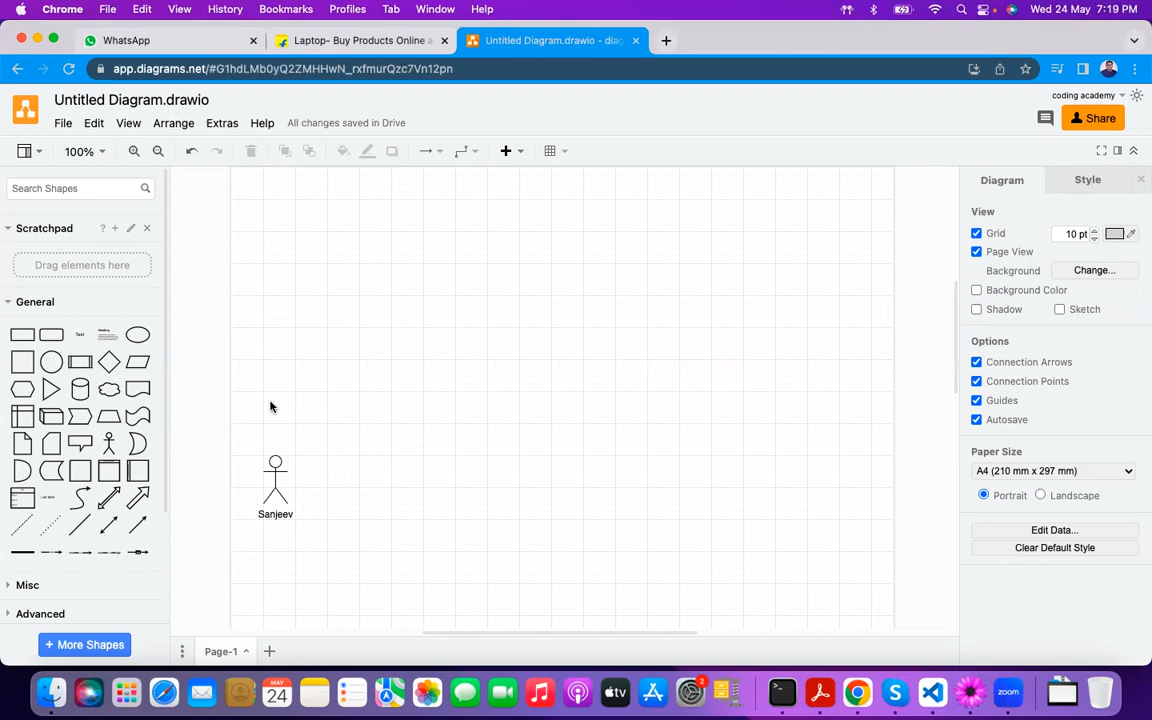 Chrome File Edit View History Bookmarks Profiles Tab Window Help Wed 24 May 7:19 PM
WhatsApp Laptop- Buy Products Online a Untitled Diagram.drawio - diag
app.diagrams.net/#G1hdLMb0yQ2ZMHHwN_rxfmurQzc7Vn12pn
Untitled Diagram.drawio
coding academy
File Edit View Arrange Extras Help All changes saved in Drive
Share
100%
Search Shapes
Diagram Style
Scratchpad ?
View
Grid 10 pt
Page View
Drag elements here
Background Change...
Background Color
General
Shadow Sketch
Text Heading
Options
Connection Arrows
Connection Points
Guides
Autosave
Paper Size
A4 (210 mm x 297 mm)
Portrait Landscape
Sanjeev
Edit Data...
Clear Default Style
Misc
Advanced
+ More Shapes
Page-1
MAY
24
2
tv
zoom